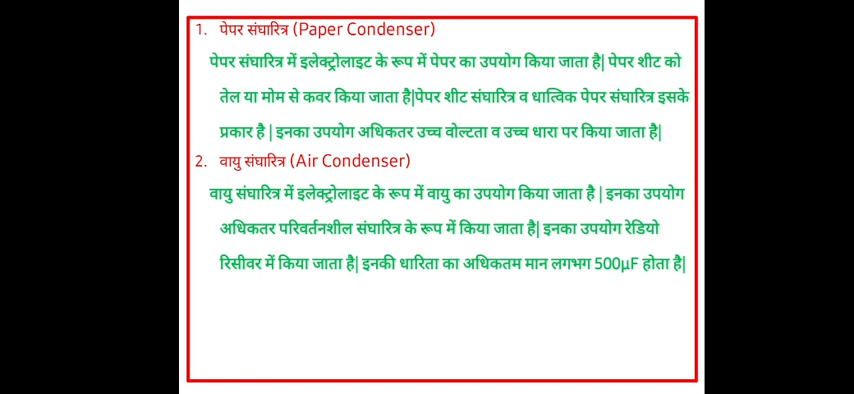 1. पेपर संघारित्र (Paper Condenser)
पेपर संघारित्र में इलेक्ट्रोलाइट के रूप में पेपर का उपयोग किया जाता है| पेपर शीट को
तेल या मोम से कवर किया जाता है|पेपर शीट संघारित्र व धात्विक पेपर संघारित्र इसके
प्रकार है | इनका उपयोग अधिकतर उच्च वोल्टता व उच्च धारा पर किया जाता है|
2. वायु संघारित्र (Air Condenser)
वायु संघारित्र में इलेक्ट्रोलाइट के रूप में वायु का उपयोग किया जाता है | इनका उपयोग
अधिकतर परिवर्तनशील संघारित्र के रूप में किया जाता है| इनका उपयोग रेडियो
रिसीवर में किया जाता है| इनकी धारिता का अधिकतम मान लगभग 500µF होता है|